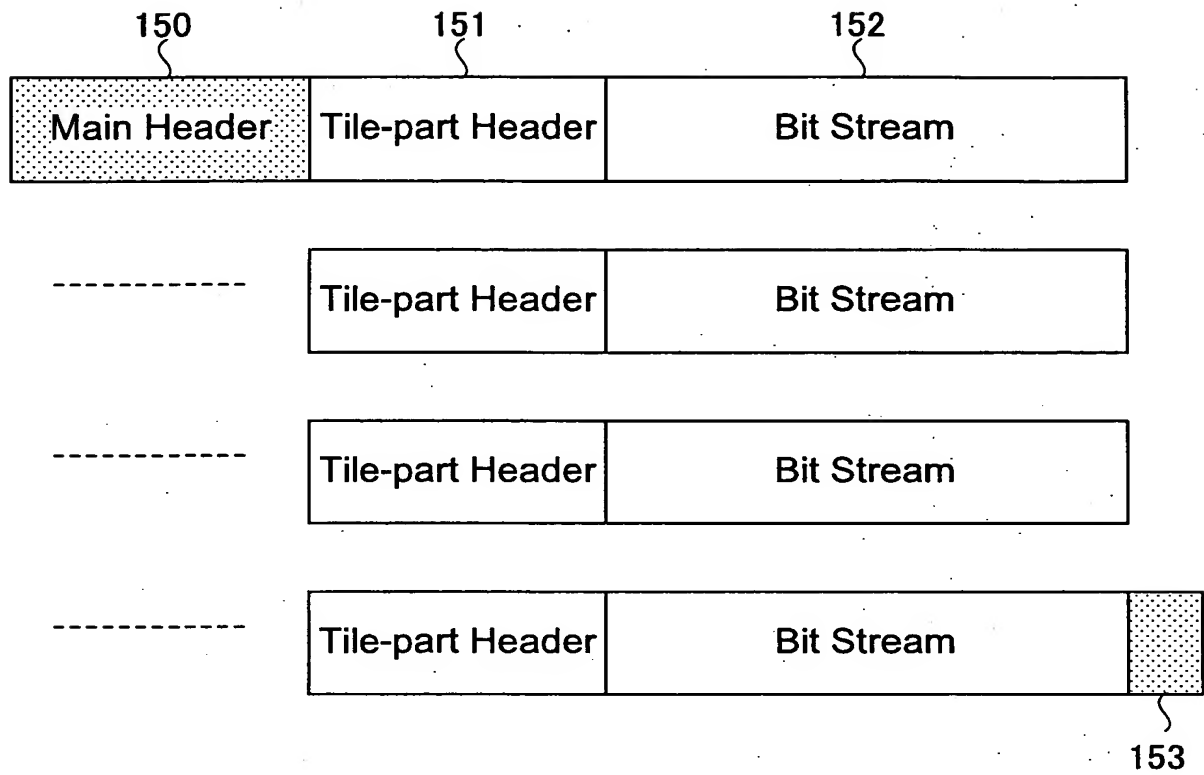 150 151 152
Main Header Tile-part Header Bit Stream
Tile-part Header Bit Stream
Tile-part Header Bit Stream
Tile-part Header Bit Stream
153